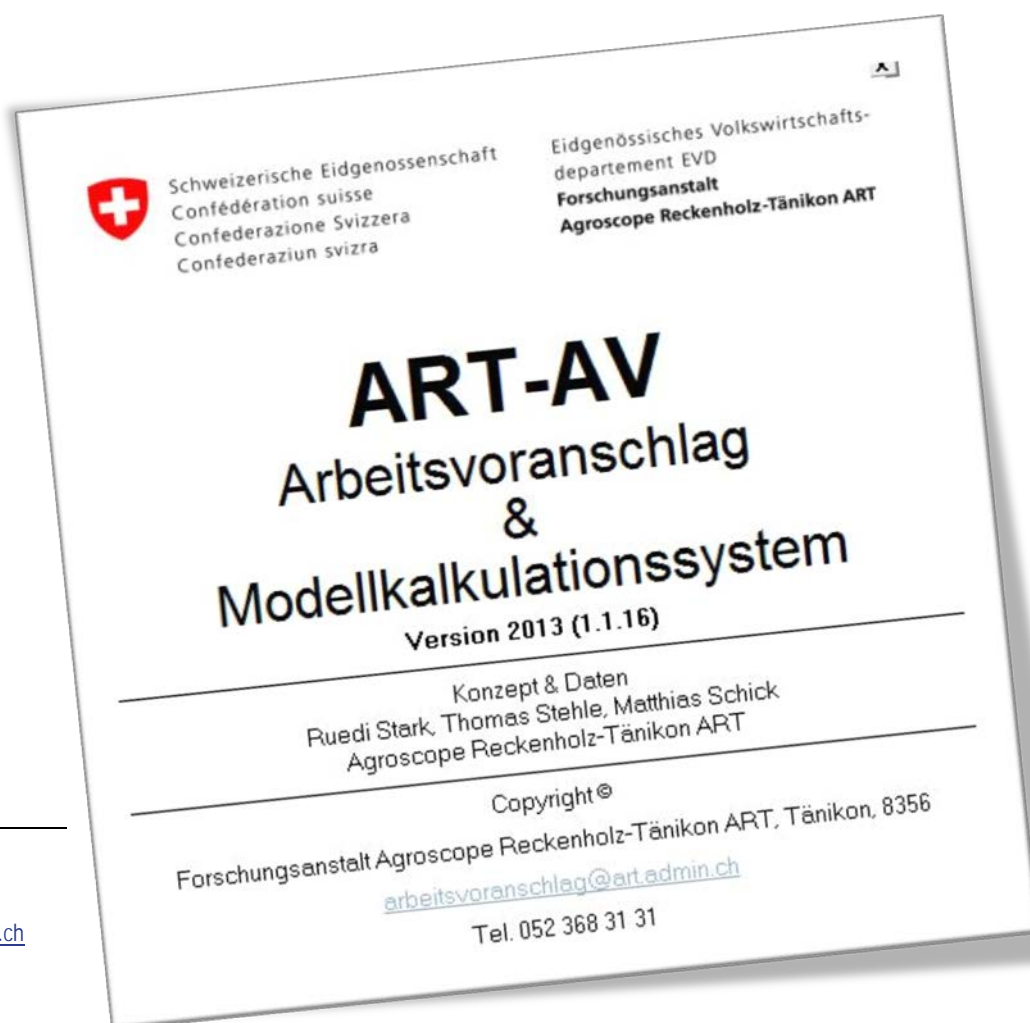 Schweizerische Eidgenossenschaft
Confédération suisse
Confederazione Svizzera
Confederaziun svizra
Eidgenössisches Volkswirtschafts-
departement EVD
Forschungsanstalt
Agroscope Reckenholz-Tänikon ART
ART-AV
Arbeitsvoranschlag
&
Modellkalkulationssystem
Version 2013 (1.1.16)
Konzept & Daten
Ruedi Stark, Thomas Stehle, Matthias Schick
Agroscope Reckenholz-Tänikon ART
Copyright ©
Forschungsanstalt Agroscope Reckenholz-Tänikon ART, Tänikon, 8356
arbeitsvoranschlag@art.admin.ch
Tel. 052 368 31 31
.ch